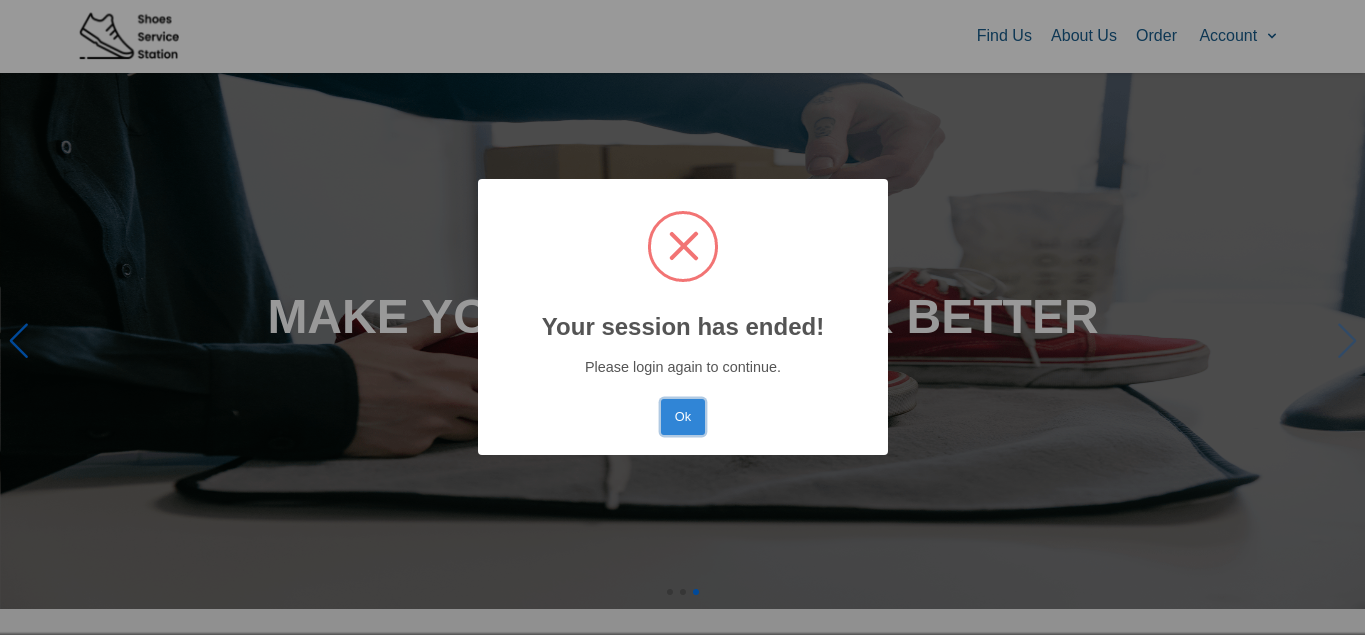 Shoes
Service
Station
Find Us
About Us
Order
Account
MAKE YO
BETTER
Your session has ended!
Please login again to continue.
Ok